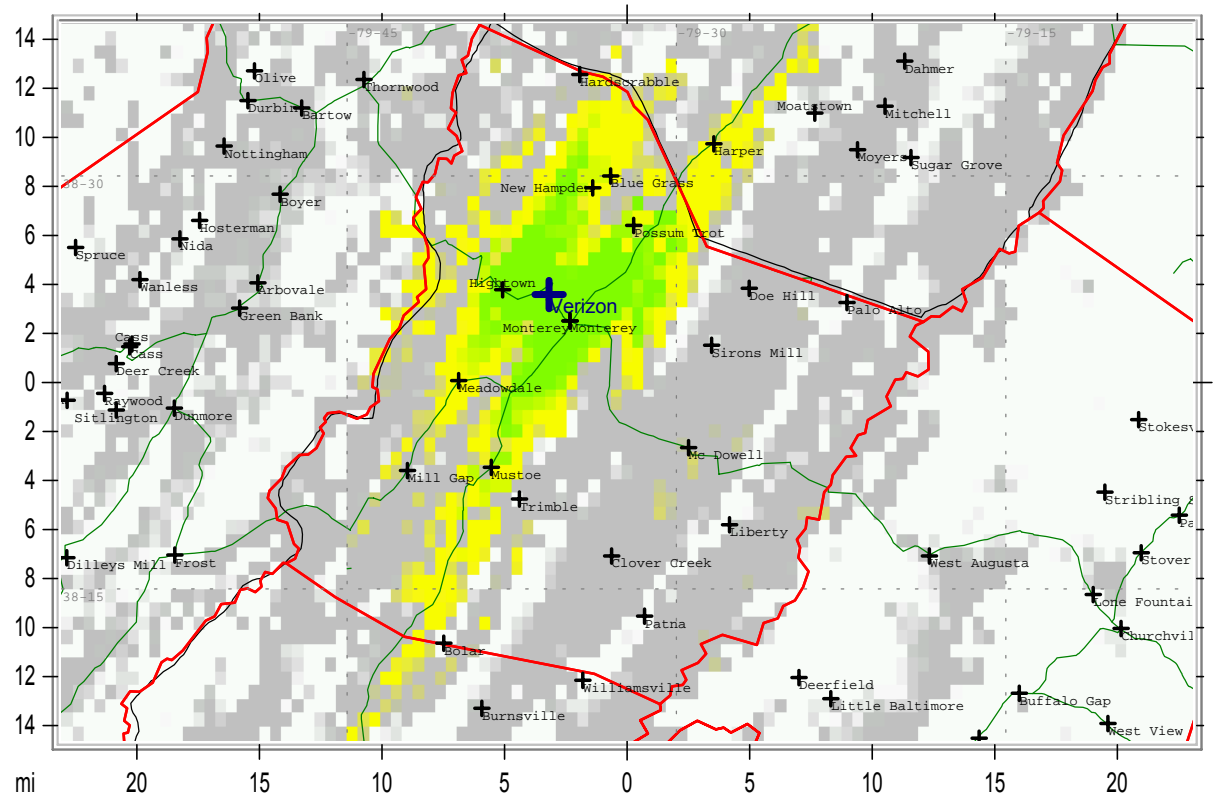 -79-45
-79-30
-79-15
14
Olive
Hardscrabble
Dahmer
12
Thornwood
Durbin
Bartow
Moatstown
Mitchell
10
Nottingham
Harper
Moyers
Sugar Grove
38-30
8
New Hampden
Blue Grass
Boyer
6
Hosterman
Possum Trot
Nida
Spruce
4
Wanless
Arbovale
Hightown
Doe Hill
Verizon
Palo Alto
Green Bank
2
Monterey
Monterey
Cass
Cass
Sirons Mill
Deer Creek
0
Meadowdale
Raywood
Sitlington
Dunmore
Stokesv
2
Mc Dowell
4
Mill Gap
Mustoe
Trimble
Stribling S
6
Liberty
Pa
Dilleys Mill
Frost
Clover Creek
West Augusta
Stover
8
38-15
Lone Fountai
10
Patna
Churchvil
Bolar
12
Williamsville
Deerfield
Little Baltimore
Buffalo Gap
14
Burnsville
West View
mi
20
15
10
5
0
5
10
15
20